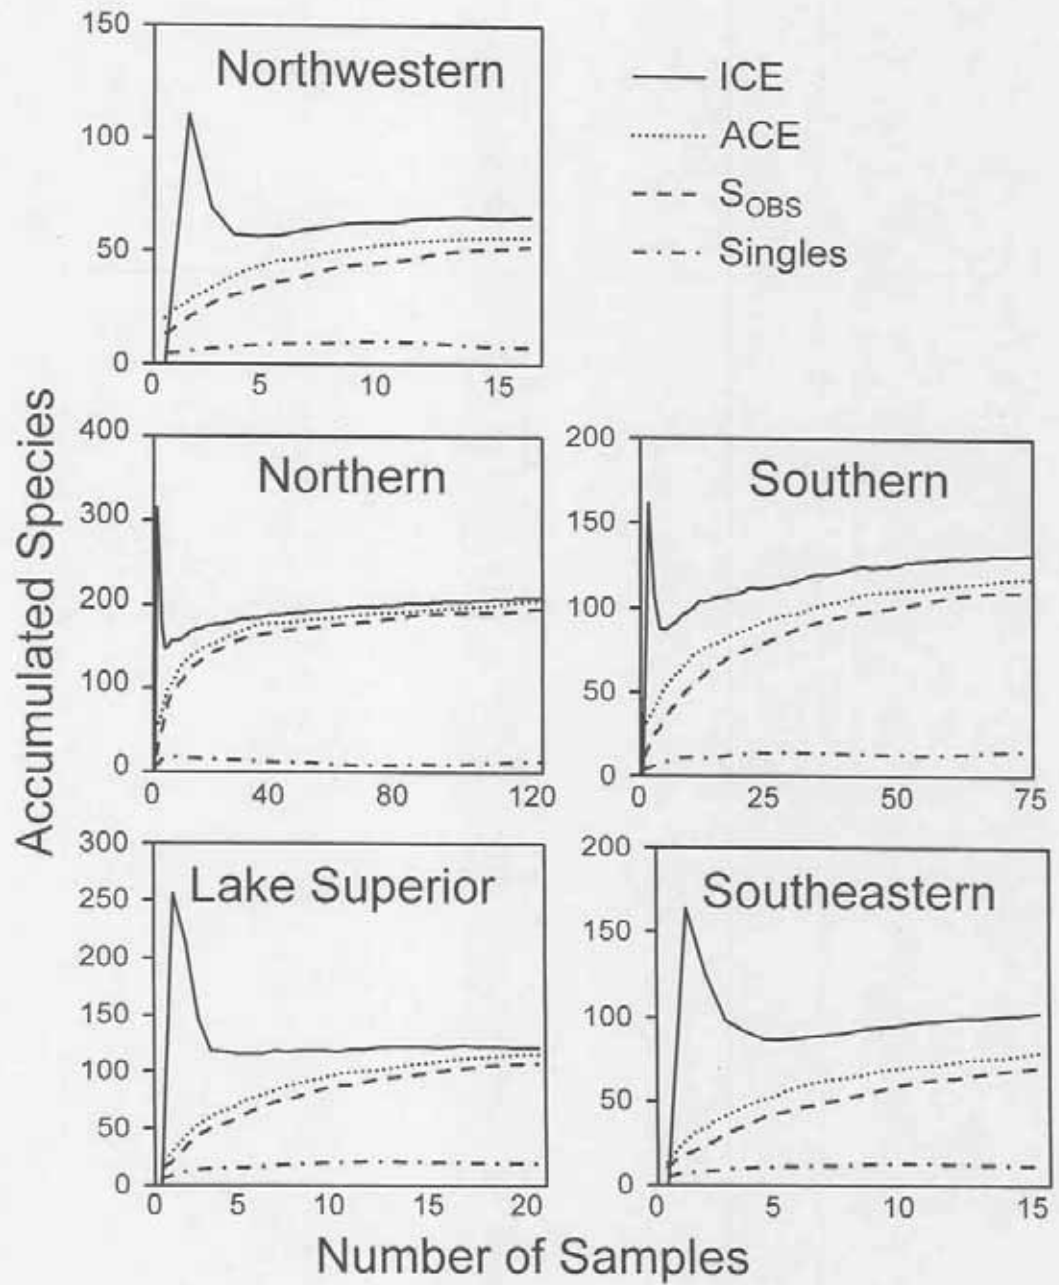 150
100
50
0
Northwestern
0 5 10 15
ICE
ACE
S_OBS
Singles
Accumulated Species
400
300
200
100
0
Northern
0 40 80 120
200
150
100
50
0
Southern
0 25 50 75
300
250
200
150
100
50
0
Lake Superior
0 5 10 15 20
200
150
100
50
0
Southeastern
0 5 10 15
Number of Samples